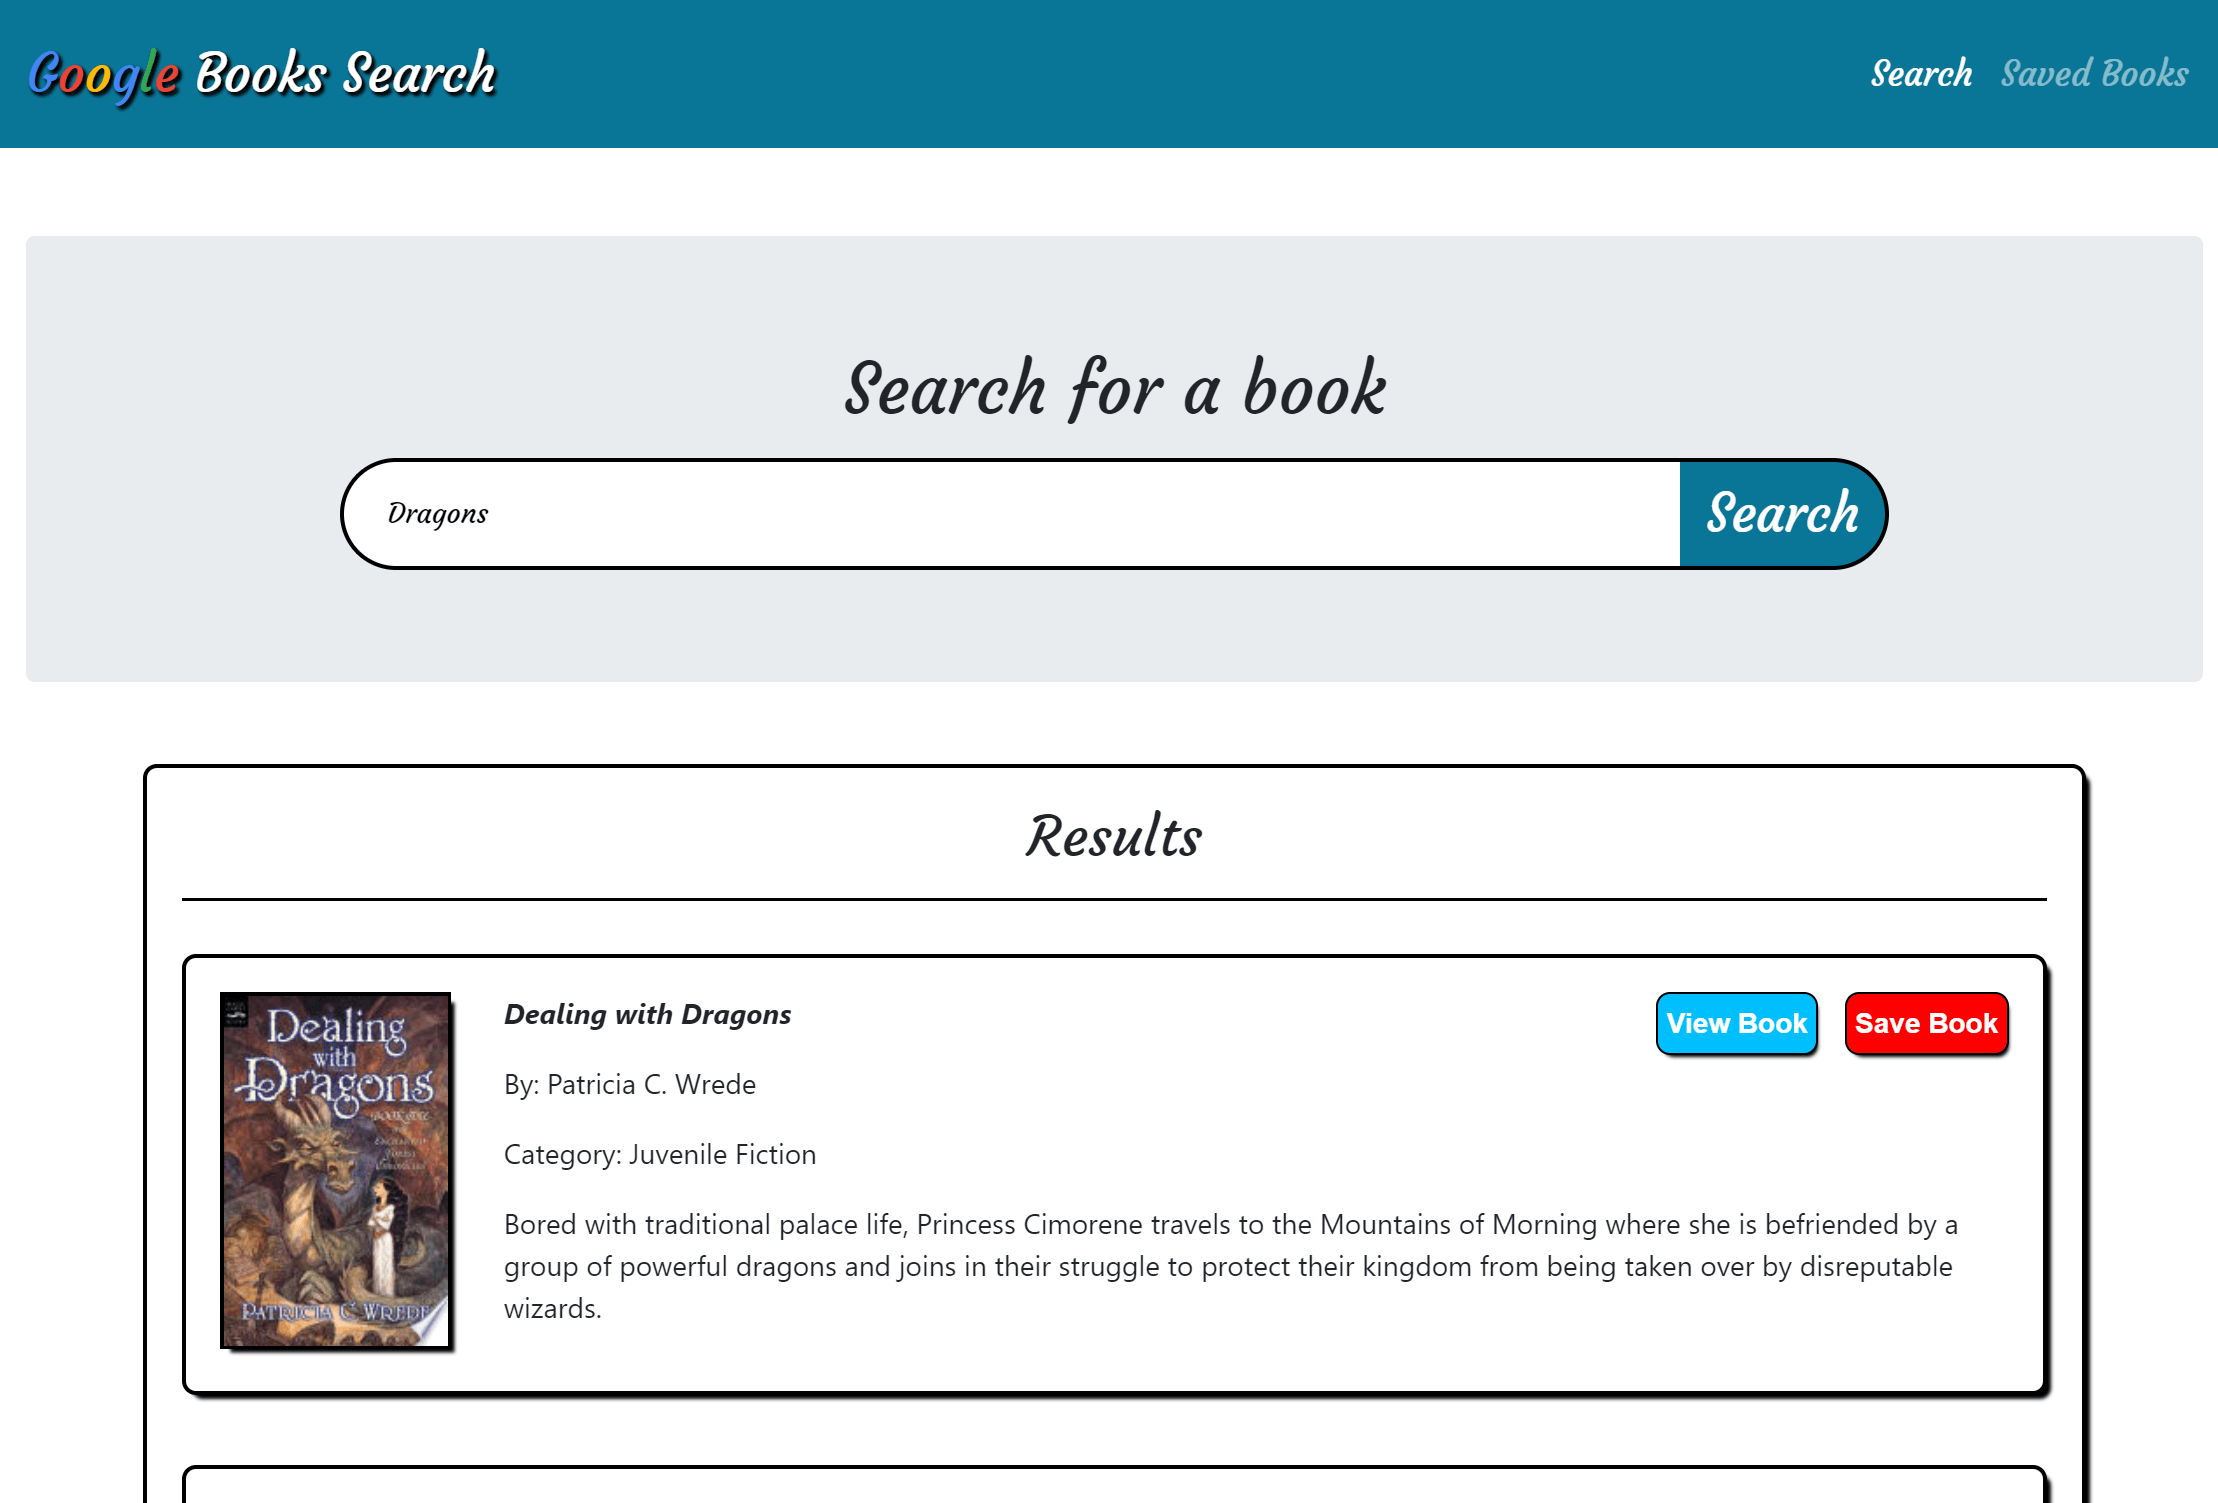 Google Books Search
Search Saved Books
Search for a book
Dragons
Search
Results
Dealing
with
Dragons
BOOK ONE
PATRICIA C. WREDE
Dealing with Dragons
View Book
Save Book
By: Patricia C. Wrede
Category: Juvenile Fiction
Bored with traditional palace life, Princess Cimorene travels to the Mountains of Morning where she is befriended by a
group of powerful dragons and joins in their struggle to protect their kingdom from being taken over by disreputable
wizards.